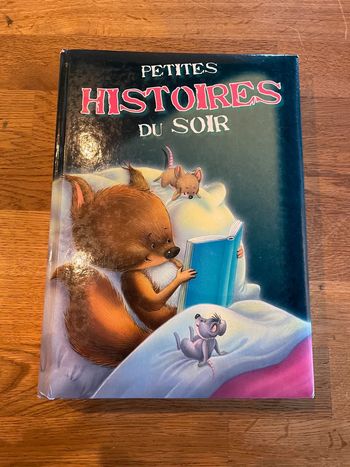 PETITES
HISTOIRES
DU SOIR